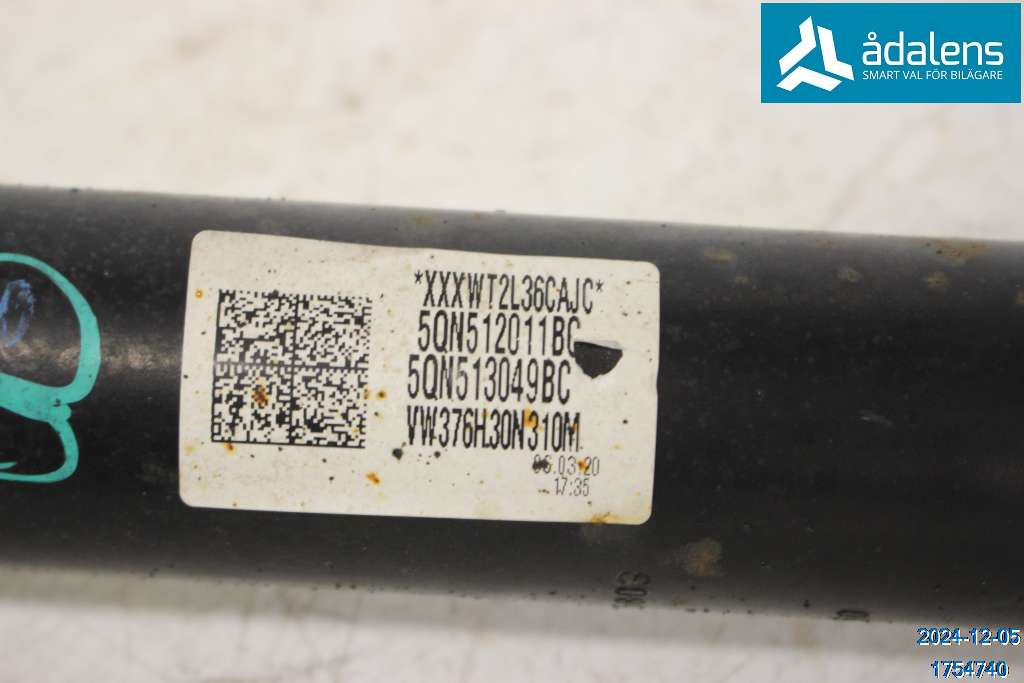 ådalens
SMART VAL FÖR BILÄGARE
*XXXWT2L36CAJC*
5QN512011BC
5QN513049BC
VW376H30N310M
06.03.20
17:35
2024-12-05
1754740